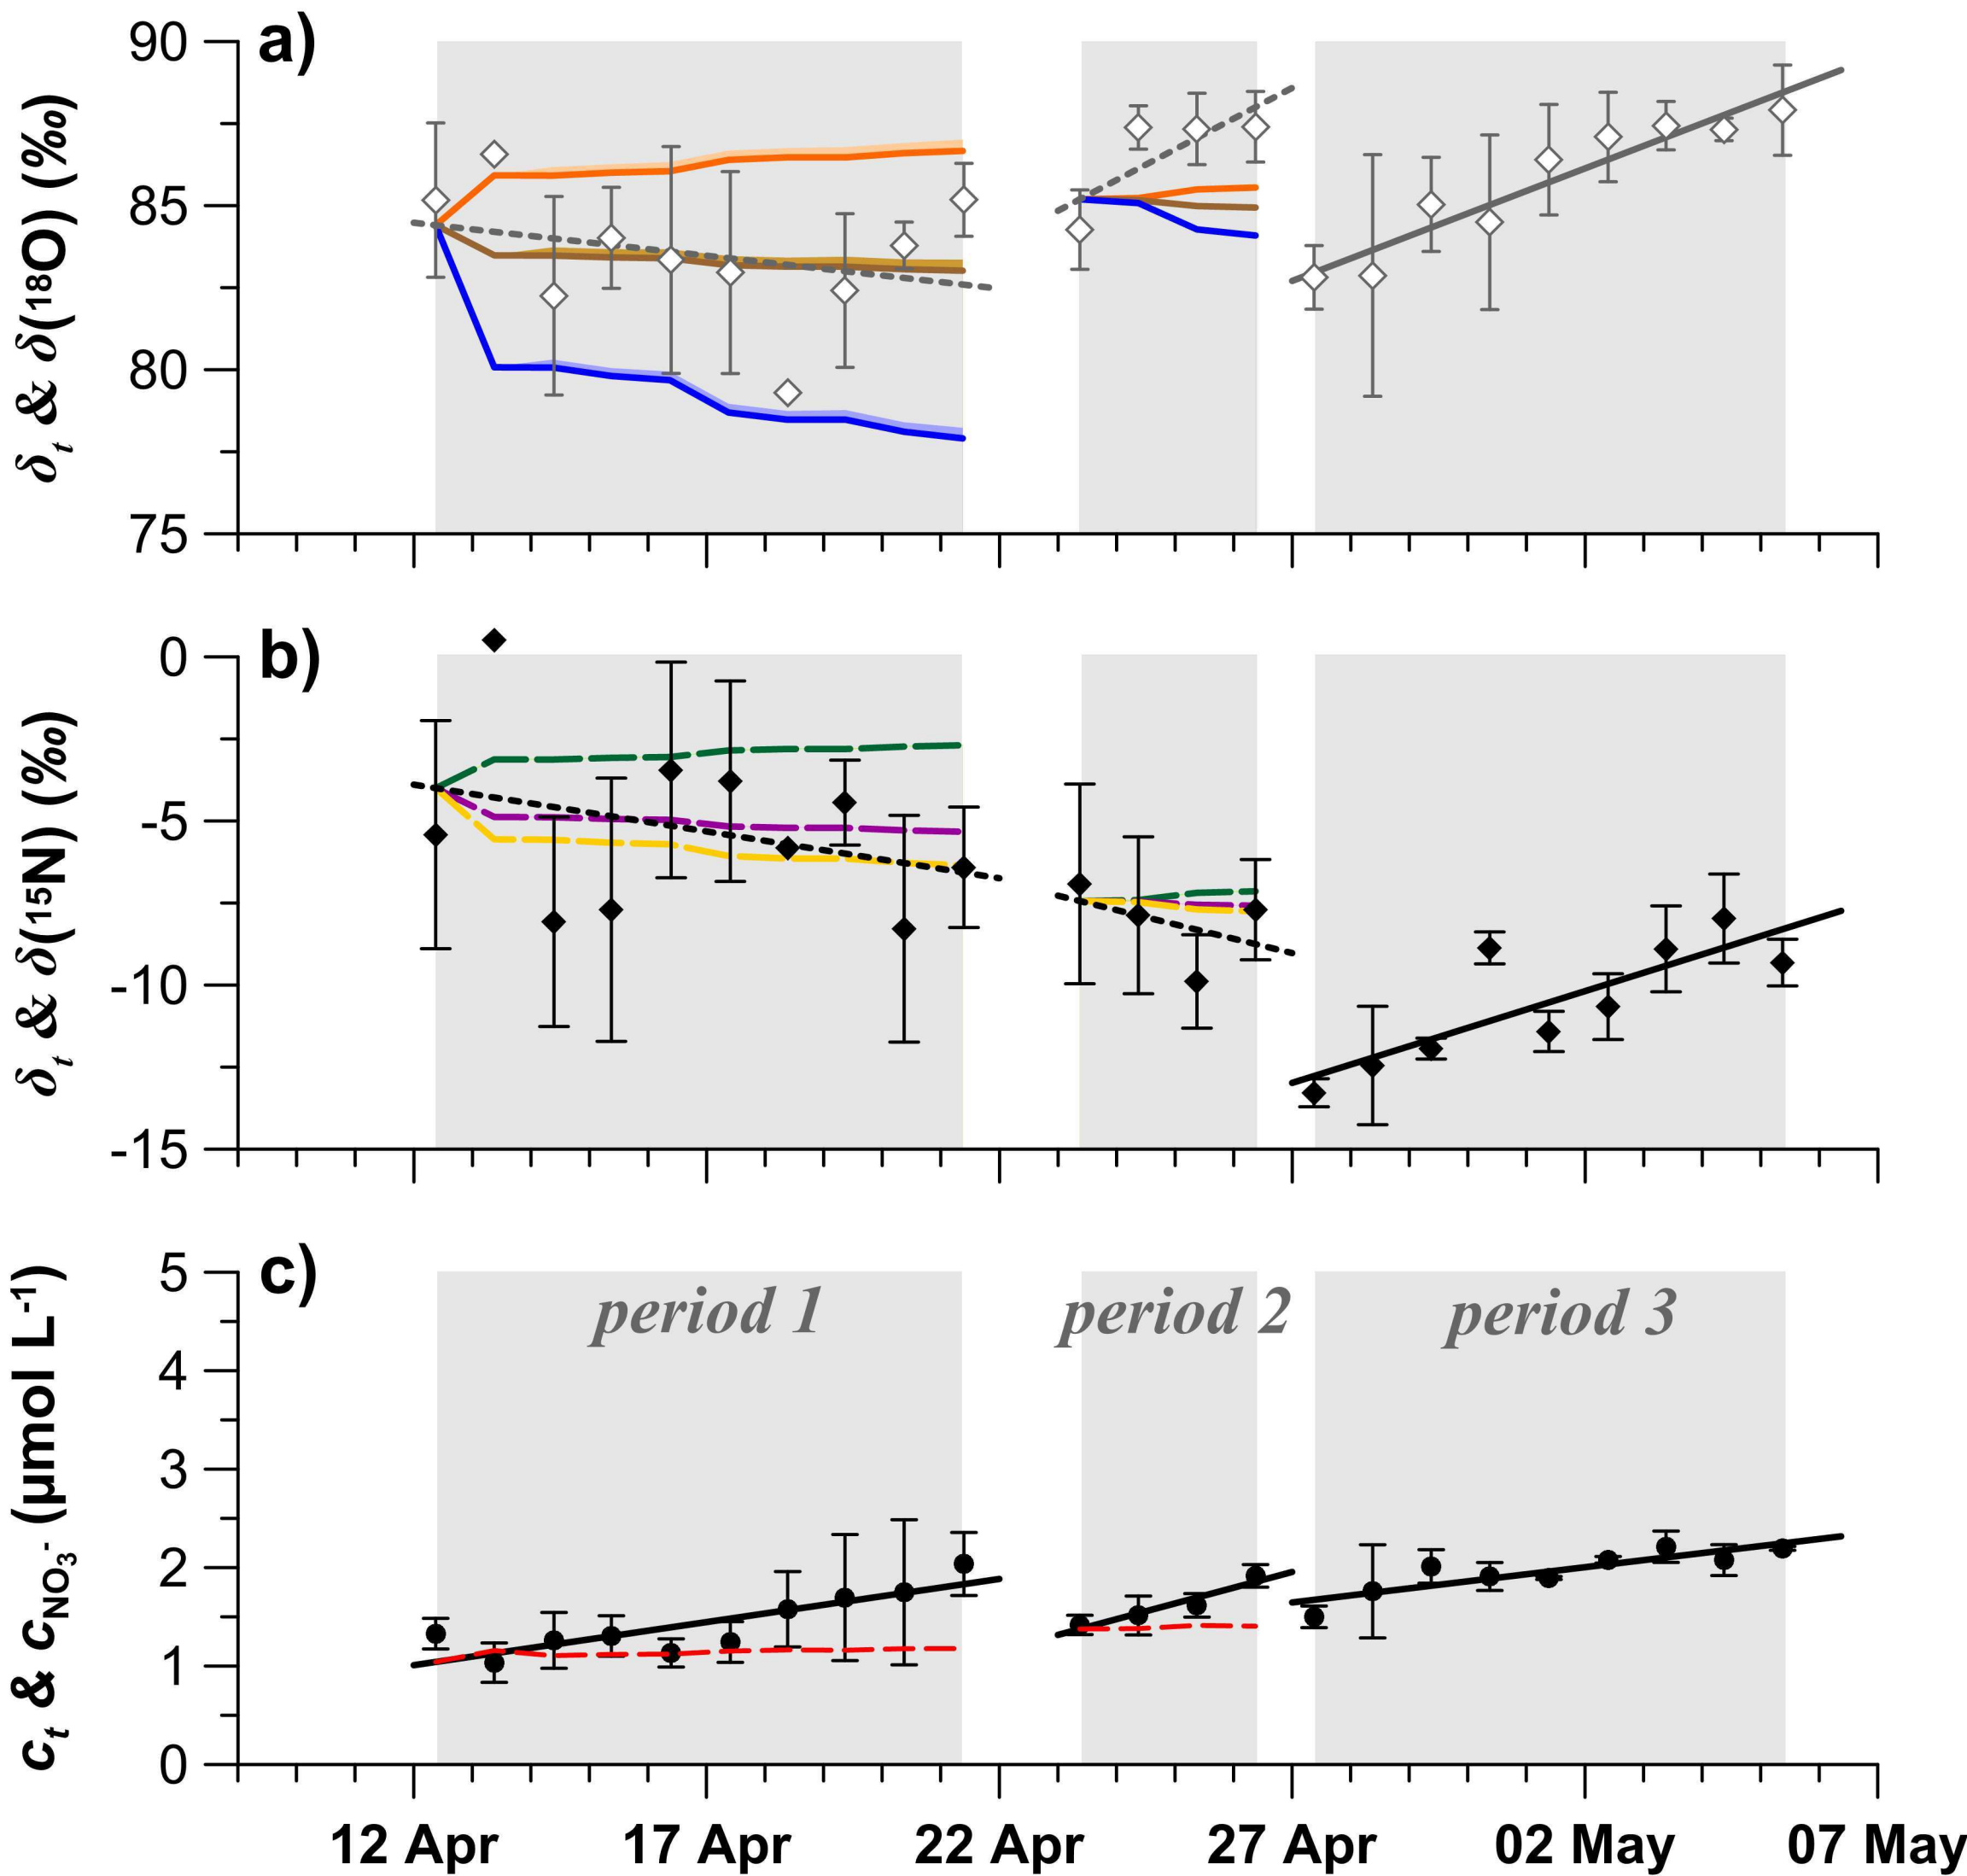 a)
δt & δ(18O) (‰)
90
85
80
75
b)
δt & δ(15N) (‰)
0
-5
-10
-15
c)
ct & cNO3- (µmol L-1)
5
4
3
2
1
0
period 1
period 2
period 3
12 Apr
17 Apr
22 Apr
27 Apr
02 May
07 May